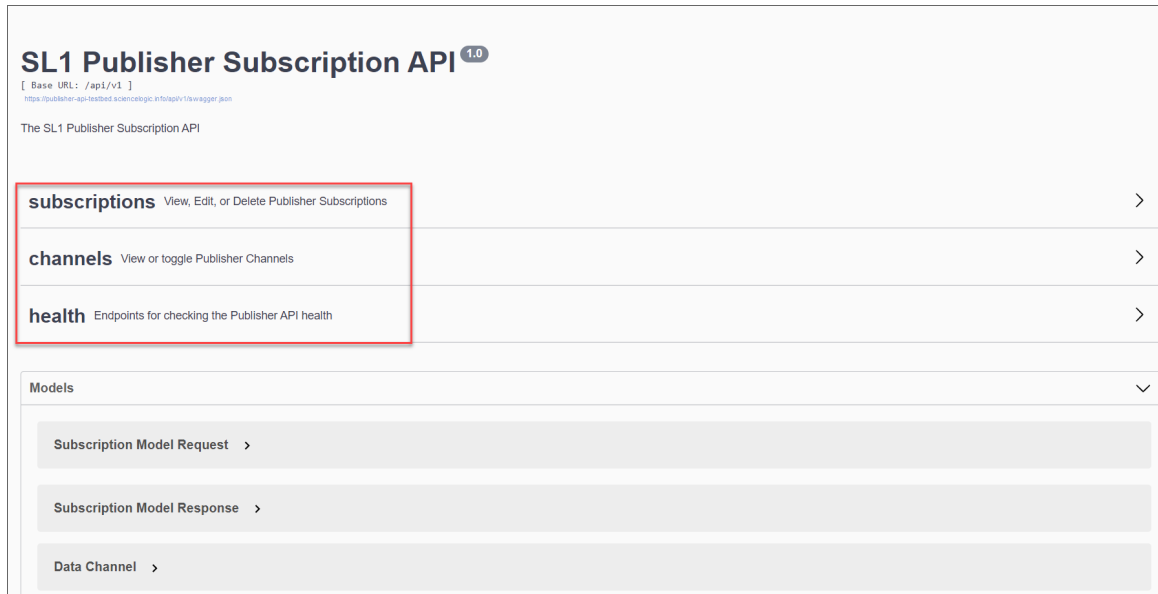 SL1 Publisher Subscription API 1.0
[ Base URL: /api/v1 ]
https://publisher-api-testbed.sciencelogic.info/api/v1/swagger.json
The SL1 Publisher Subscription API
subscriptions View, Edit, or Delete Publisher Subscriptions
channels View or toggle Publisher Channels
health Endpoints for checking the Publisher API health
Models
Subscription Model Request
Subscription Model Response
Data Channel